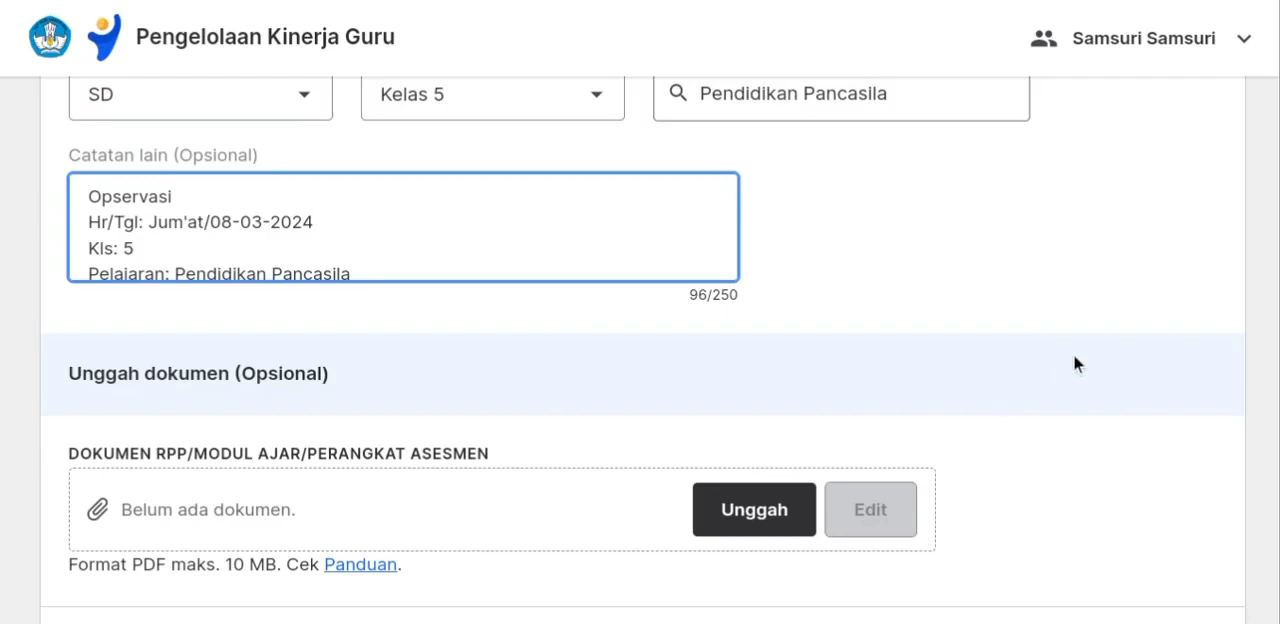 Pengelolaan Kinerja Guru
Samsuri Samsuri
SD
Kelas 5
Pendidikan Pancasila
Catatan lain (Opsional)
Opservasi
Hr/Tgl: Jum'at/08-03-2024
Kls: 5
Pelajaran: Pendidikan Pancasila
96/250
Unggah dokumen (Opsional)
DOKUMEN RPP/MODUL AJAR/PERANGKAT ASESMEN
Belum ada dokumen.
Unggah
Edit
Format PDF maks. 10 MB. Cek Panduan.